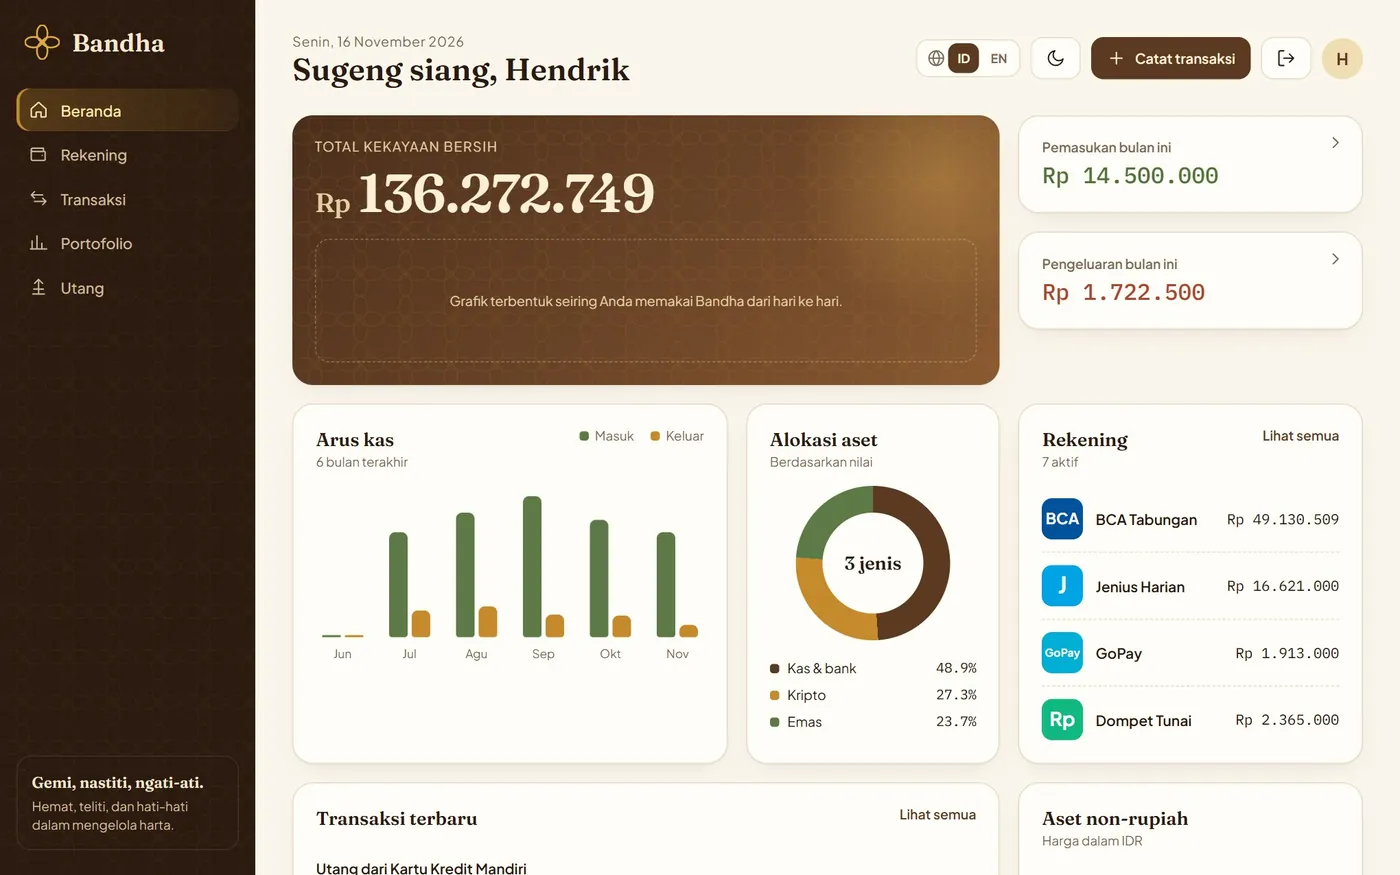 Bandha
Beranda
Rekening
Transaksi
Portofolio
Utang
Gemi, nastiti, ngati-ati.
Hemat, teliti, dan hati-hati
dalam mengelola harta.
Senin, 16 November 2026
Sugeng siang, Hendrik
ID EN
Catat transaksi
H
TOTAL KEKAYAAN BERSIH
Rp 136.272.749
Grafik terbentuk seiring Anda memakai Bandha dari hari ke hari.
Pemasukan bulan ini
Rp 14.500.000
Pengeluaran bulan ini
Rp 1.722.500
Arus kas
6 bulan terakhir
Masuk Keluar
Jun Jul Agu Sep Okt Nov
Alokasi aset
Berdasarkan nilai
3 jenis
Kas & bank 48.9%
Kripto 27.3%
Emas 23.7%
Rekening Lihat semua
7 aktif
BCA BCA Tabungan Rp 49.130.509
J Jenius Harian Rp 16.621.000
GoPay GoPay Rp 1.913.000
Rp Dompet Tunai Rp 2.365.000
Transaksi terbaru Lihat semua
Utang dari Kartu Kredit Mandiri
Aset non-rupiah
Harga dalam IDR